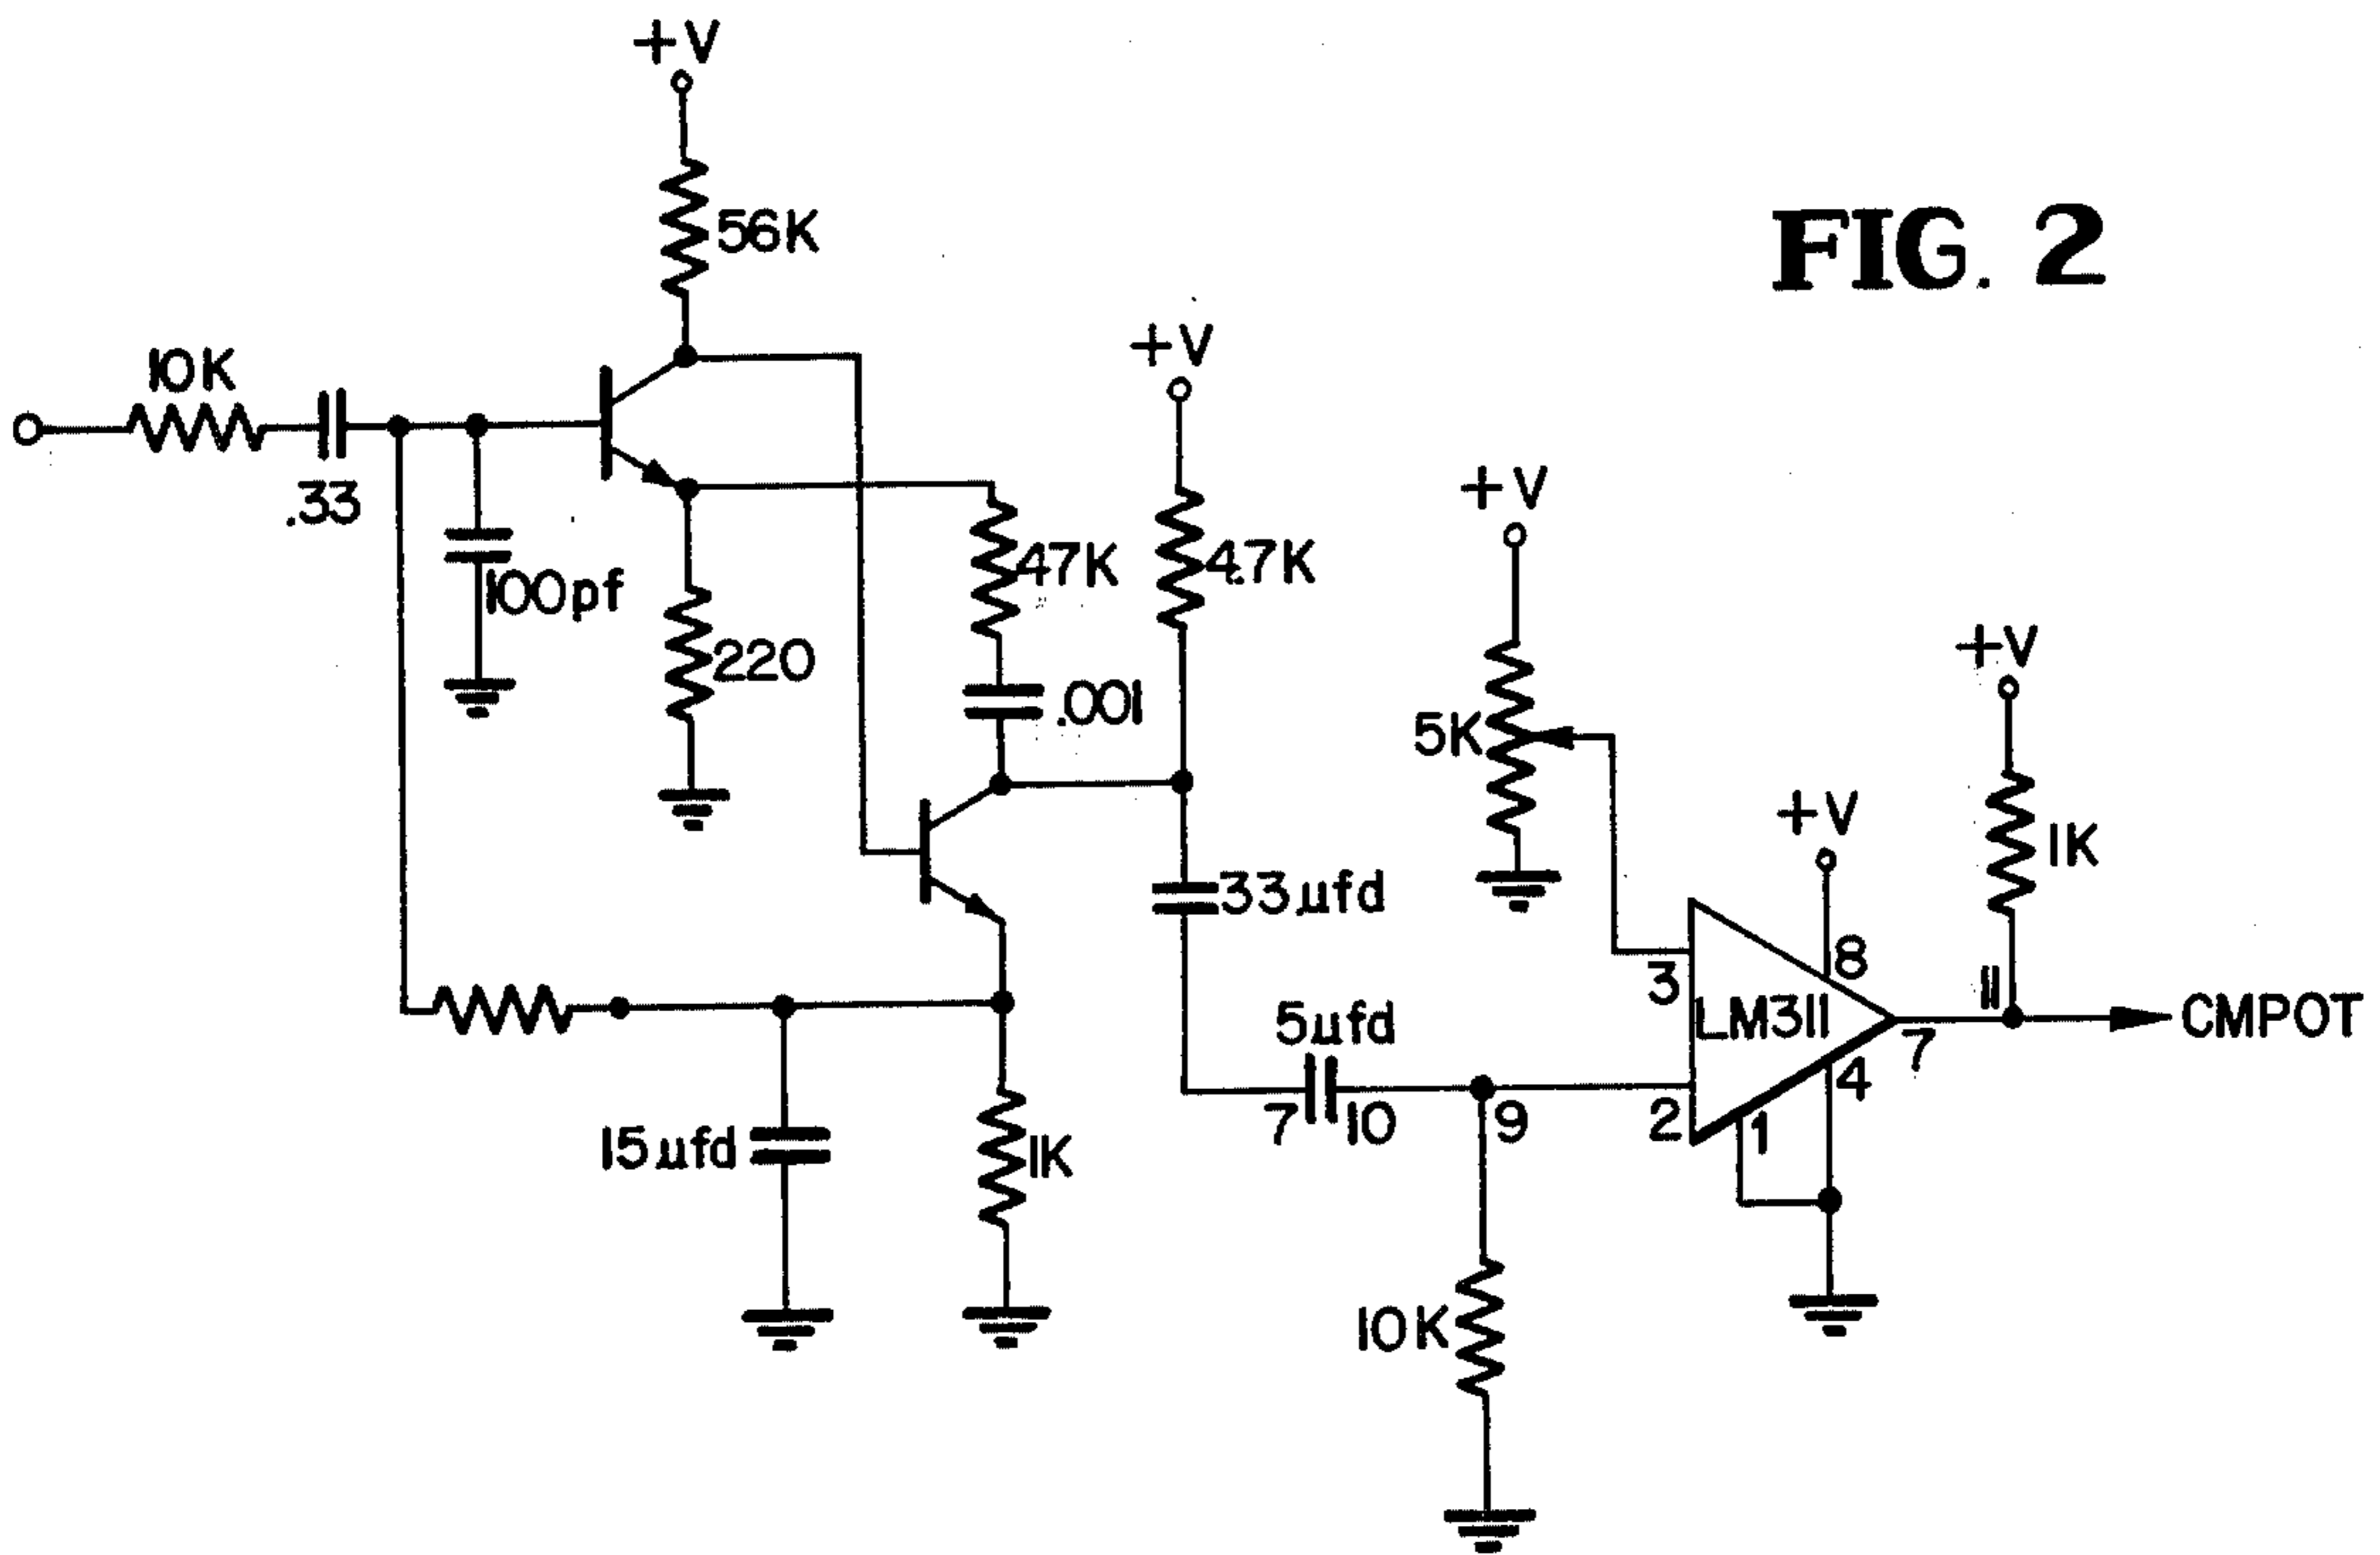 +V
56K
FIG. 2
10K
.33
+V
100pf
47K
4.7K
+V
220
.001
5K
+V
+V
1K
33µfd
8
3
LM311
11
CMPOT
7
4
5µfd
7
10
9
2
1
15µfd
1K
10K